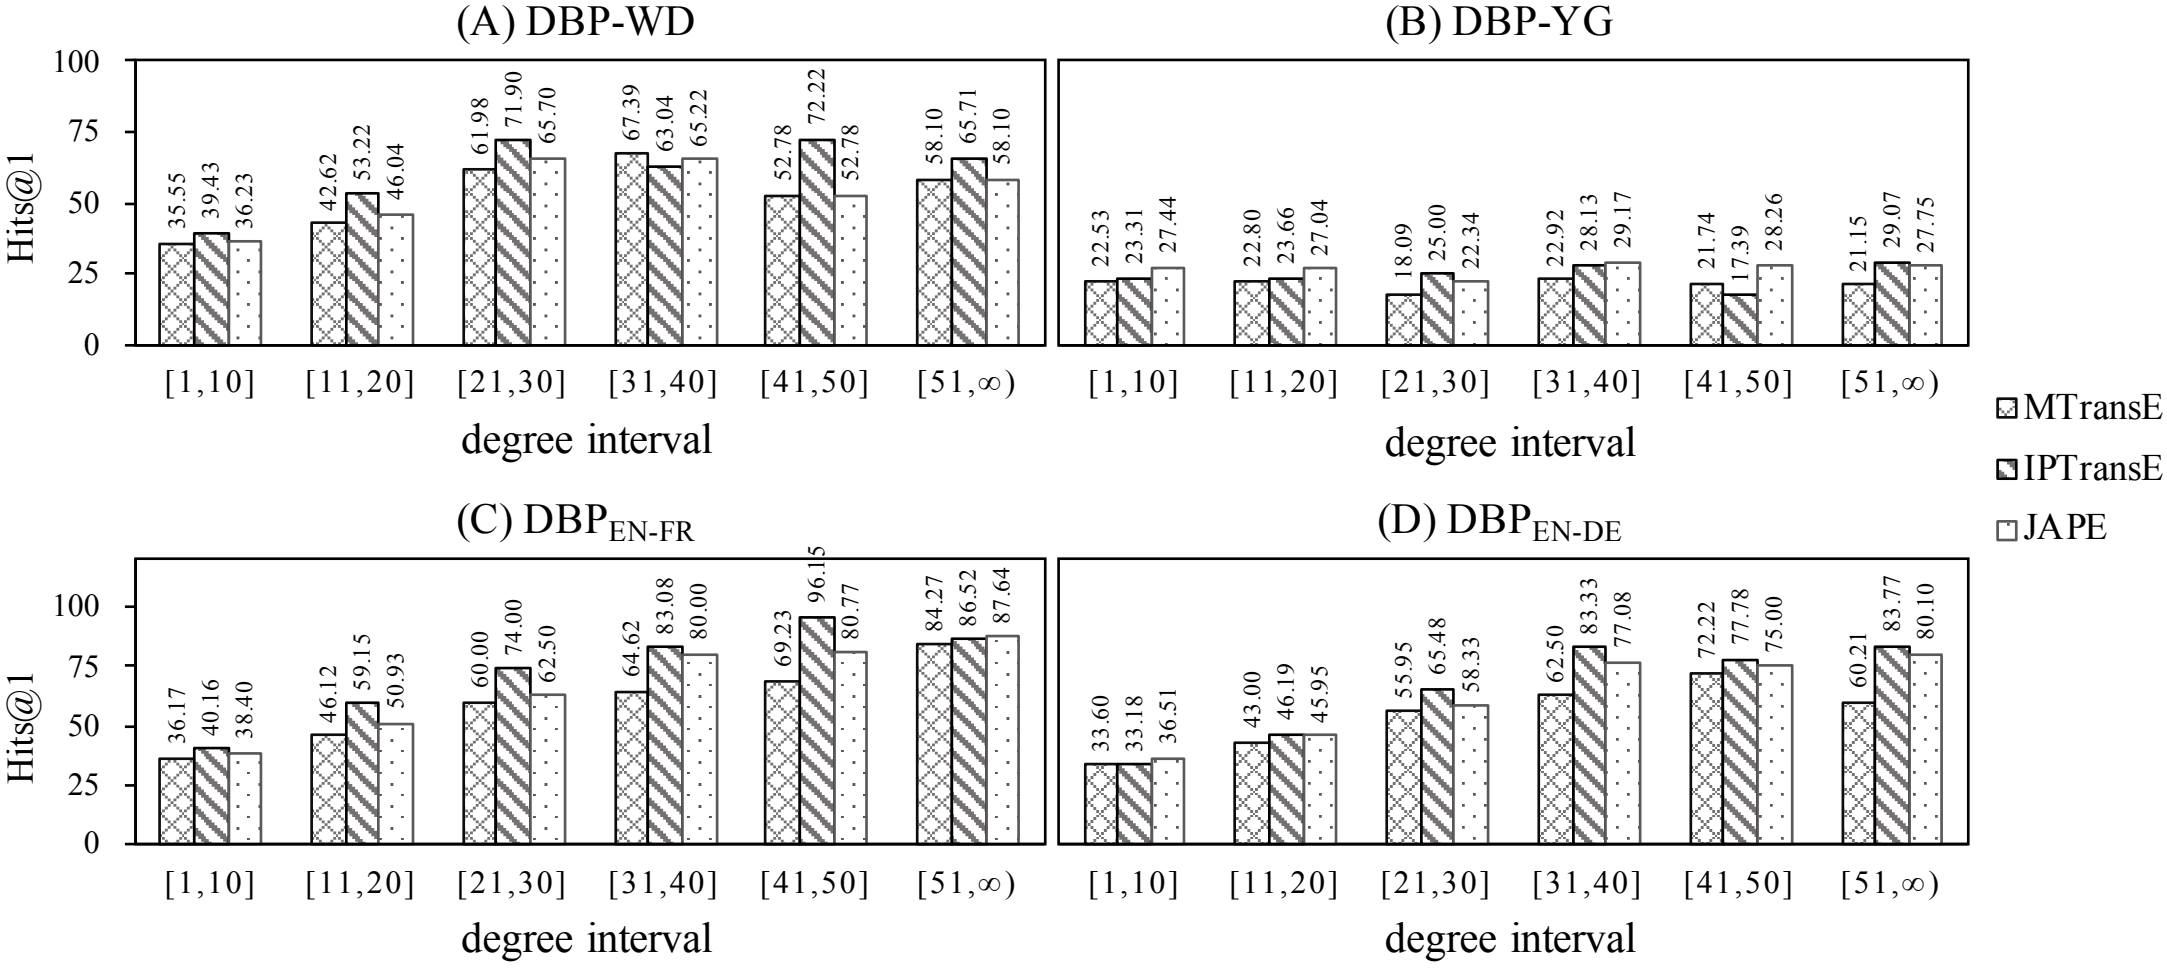 (A) DBP-WD
(B) DBP-YG
Hits@1
100
75
50
25
0
35.55 39.43 36.23
42.62 53.22 46.04
61.98 71.90 65.70
67.39 63.04 65.22
52.78 72.22 52.78
58.10 65.71 58.10
22.53 23.31 27.44
22.80 23.66 27.04
18.09 25.00 22.34
22.92 28.13 29.17
21.74 17.39 28.26
21.15 29.07 27.75
[1,10] [11,20] [21,30] [31,40] [41,50] [51,∞)
[1,10] [11,20] [21,30] [31,40] [41,50] [51,∞)
degree interval
degree interval
MTransE
IPTransE
JAPE
(C) DBPEN-FR
(D) DBPEN-DE
Hits@1
100
75
50
25
0
36.17 40.16 38.40
46.12 59.15 50.93
60.00 74.00 62.50
64.62 83.08 80.00
69.23 96.15 80.77
84.27 86.52 87.64
33.60 33.18 36.51
43.00 46.19 45.95
55.95 65.48 58.33
62.50 83.33 77.08
72.22 77.78 75.00
60.21 83.77 80.10
[1,10] [11,20] [21,30] [31,40] [41,50] [51,∞)
[1,10] [11,20] [21,30] [31,40] [41,50] [51,∞)
degree interval
degree interval